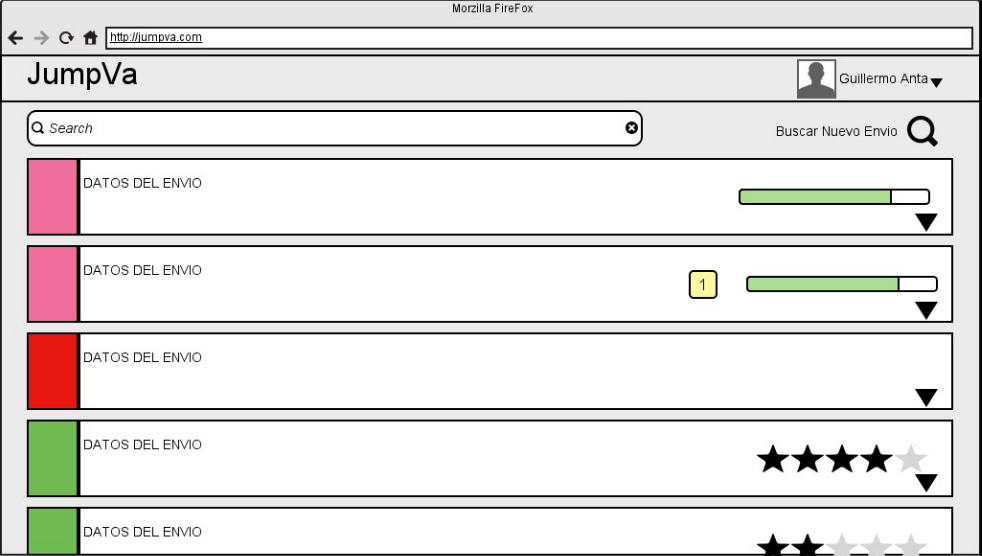 Morzilla FireFox
http://jumpva.com
JumpVa
Guillermo Anta
Search
Buscar Nuevo Envio
DATOS DEL ENVIO
DATOS DEL ENVIO
1
DATOS DEL ENVIO
DATOS DEL ENVIO
DATOS DEL ENVIO